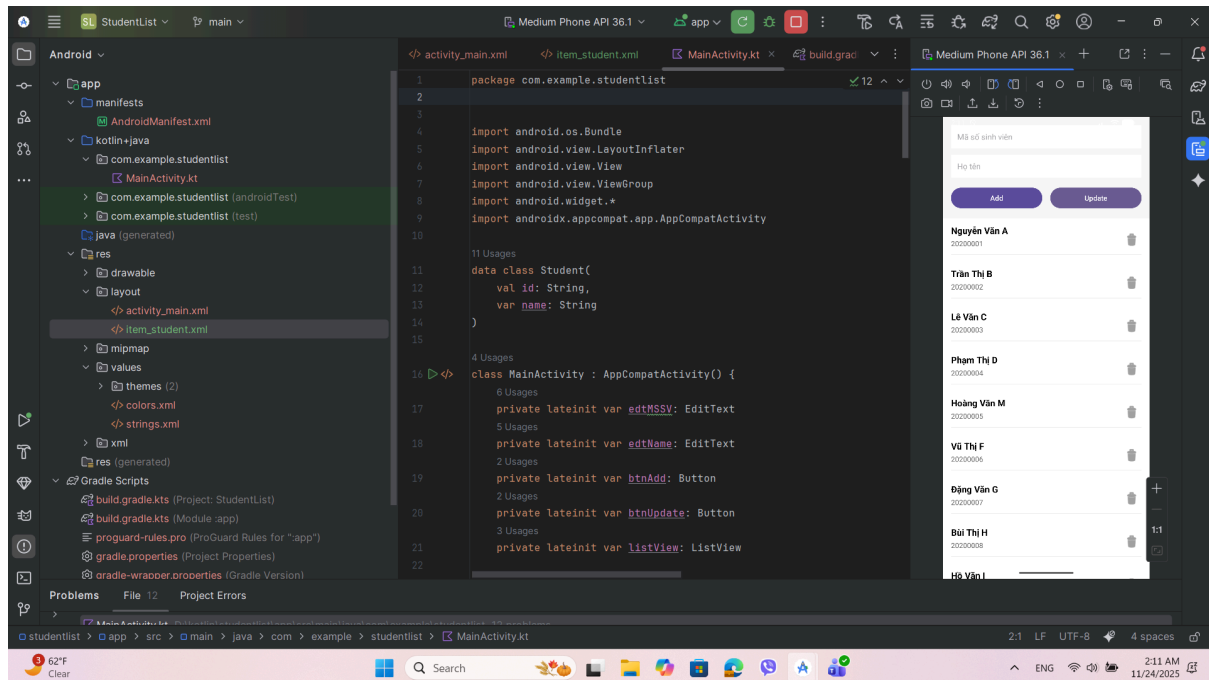 SL StudentList main Medium Phone API 36.1 app
Android
app
manifests
AndroidManifest.xml
kotlin+java
com.example.studentlist
MainActivity.kt
com.example.studentlist (androidTest)
com.example.studentlist (test)
java (generated)
res
drawable
layout
activity_main.xml
item_student.xml
mipmap
values
themes (2)
colors.xml
strings.xml
xml
res (generated)
Gradle Scripts
build.gradle.kts (Project: StudentList)
build.gradle.kts (Module :app)
proguard-rules.pro (ProGuard Rules for ":app")
gradle.properties (Project Properties)
gradle-wrapper.properties (Gradle Version)
activity_main.xml item_student.xml MainActivity.kt build.grad
12
1 package com.example.studentlist
2
3
4 import android.os.Bundle
5 import android.view.LayoutInflater
6 import android.view.View
7 import android.view.ViewGroup
8 import android.widget.*
9 import androidx.appcompat.app.AppCompatActivity
10
11 Usages
11 data class Student(
12 val id: String,
13 var name: String
14 )
15
4 Usages
16 class MainActivity : AppCompatActivity() {
6 Usages
17 private lateinit var edtMSSV: EditText
5 Usages
18 private lateinit var edtName: EditText
2 Usages
19 private lateinit var btnAdd: Button
2 Usages
20 private lateinit var btnUpdate: Button
3 Usages
21 private lateinit var listView: ListView
22
Medium Phone API 36.1
Mã số sinh viên
Họ tên
Add Update
Nguyễn Văn A
20200001
Trần Thị B
20200002
Lê Văn C
20200003
Phạm Thị D
20200004
Hoàng Văn M
20200005
Vũ Thị F
20200006
Đặng Văn G
20200007
Bùi Thị H
20200008
Hồ Văn I
1:1
Problems File 12 Project Errors
MainActivity.kt
studentlist > app > src > main > java > com > example > studentlist > MainActivity.kt
2:1 LF UTF-8 4 spaces
3
62°F
Clear
Search
ENG
2:11 AM
11/24/2025